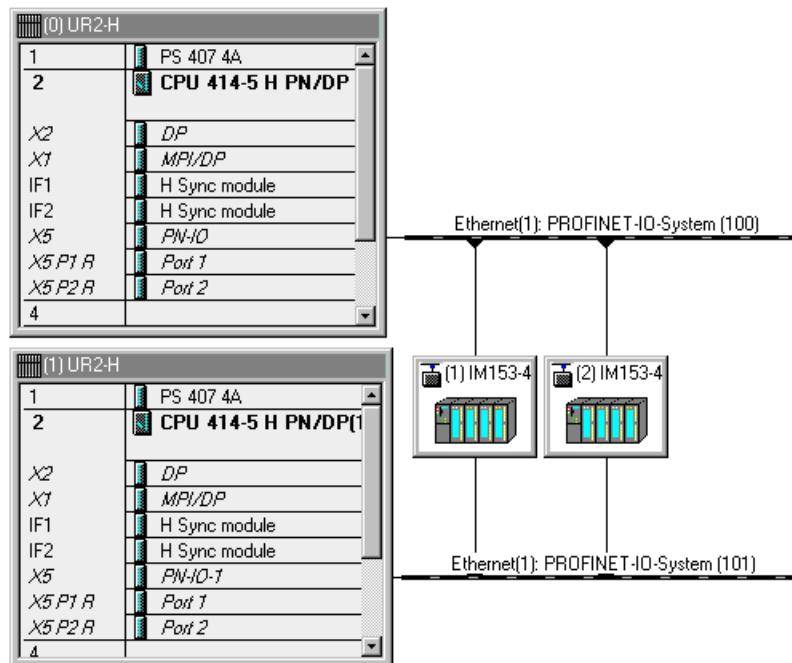 (0) UR2-H
1 PS 407 4A
2 CPU 414-5 H PN/DP
X2 DP
X1 MPI/DP
IF1 H Sync module
IF2 H Sync module
X5 PN-IO
X5 P1 R Port 1
X5 P2 R Port 2
4
Ethernet(1): PROFINET-IO-System (100)
(1) IM153-4
(2) IM153-4
(1) UR2-H
1 PS 407 4A
2 CPU 414-5 H PN/DP(1
X2 DP
X1 MPI/DP
IF1 H Sync module
IF2 H Sync module
X5 PN-IO-1
X5 P1 R Port 1
X5 P2 R Port 2
4
Ethernet(1): PROFINET-IO-System (101)